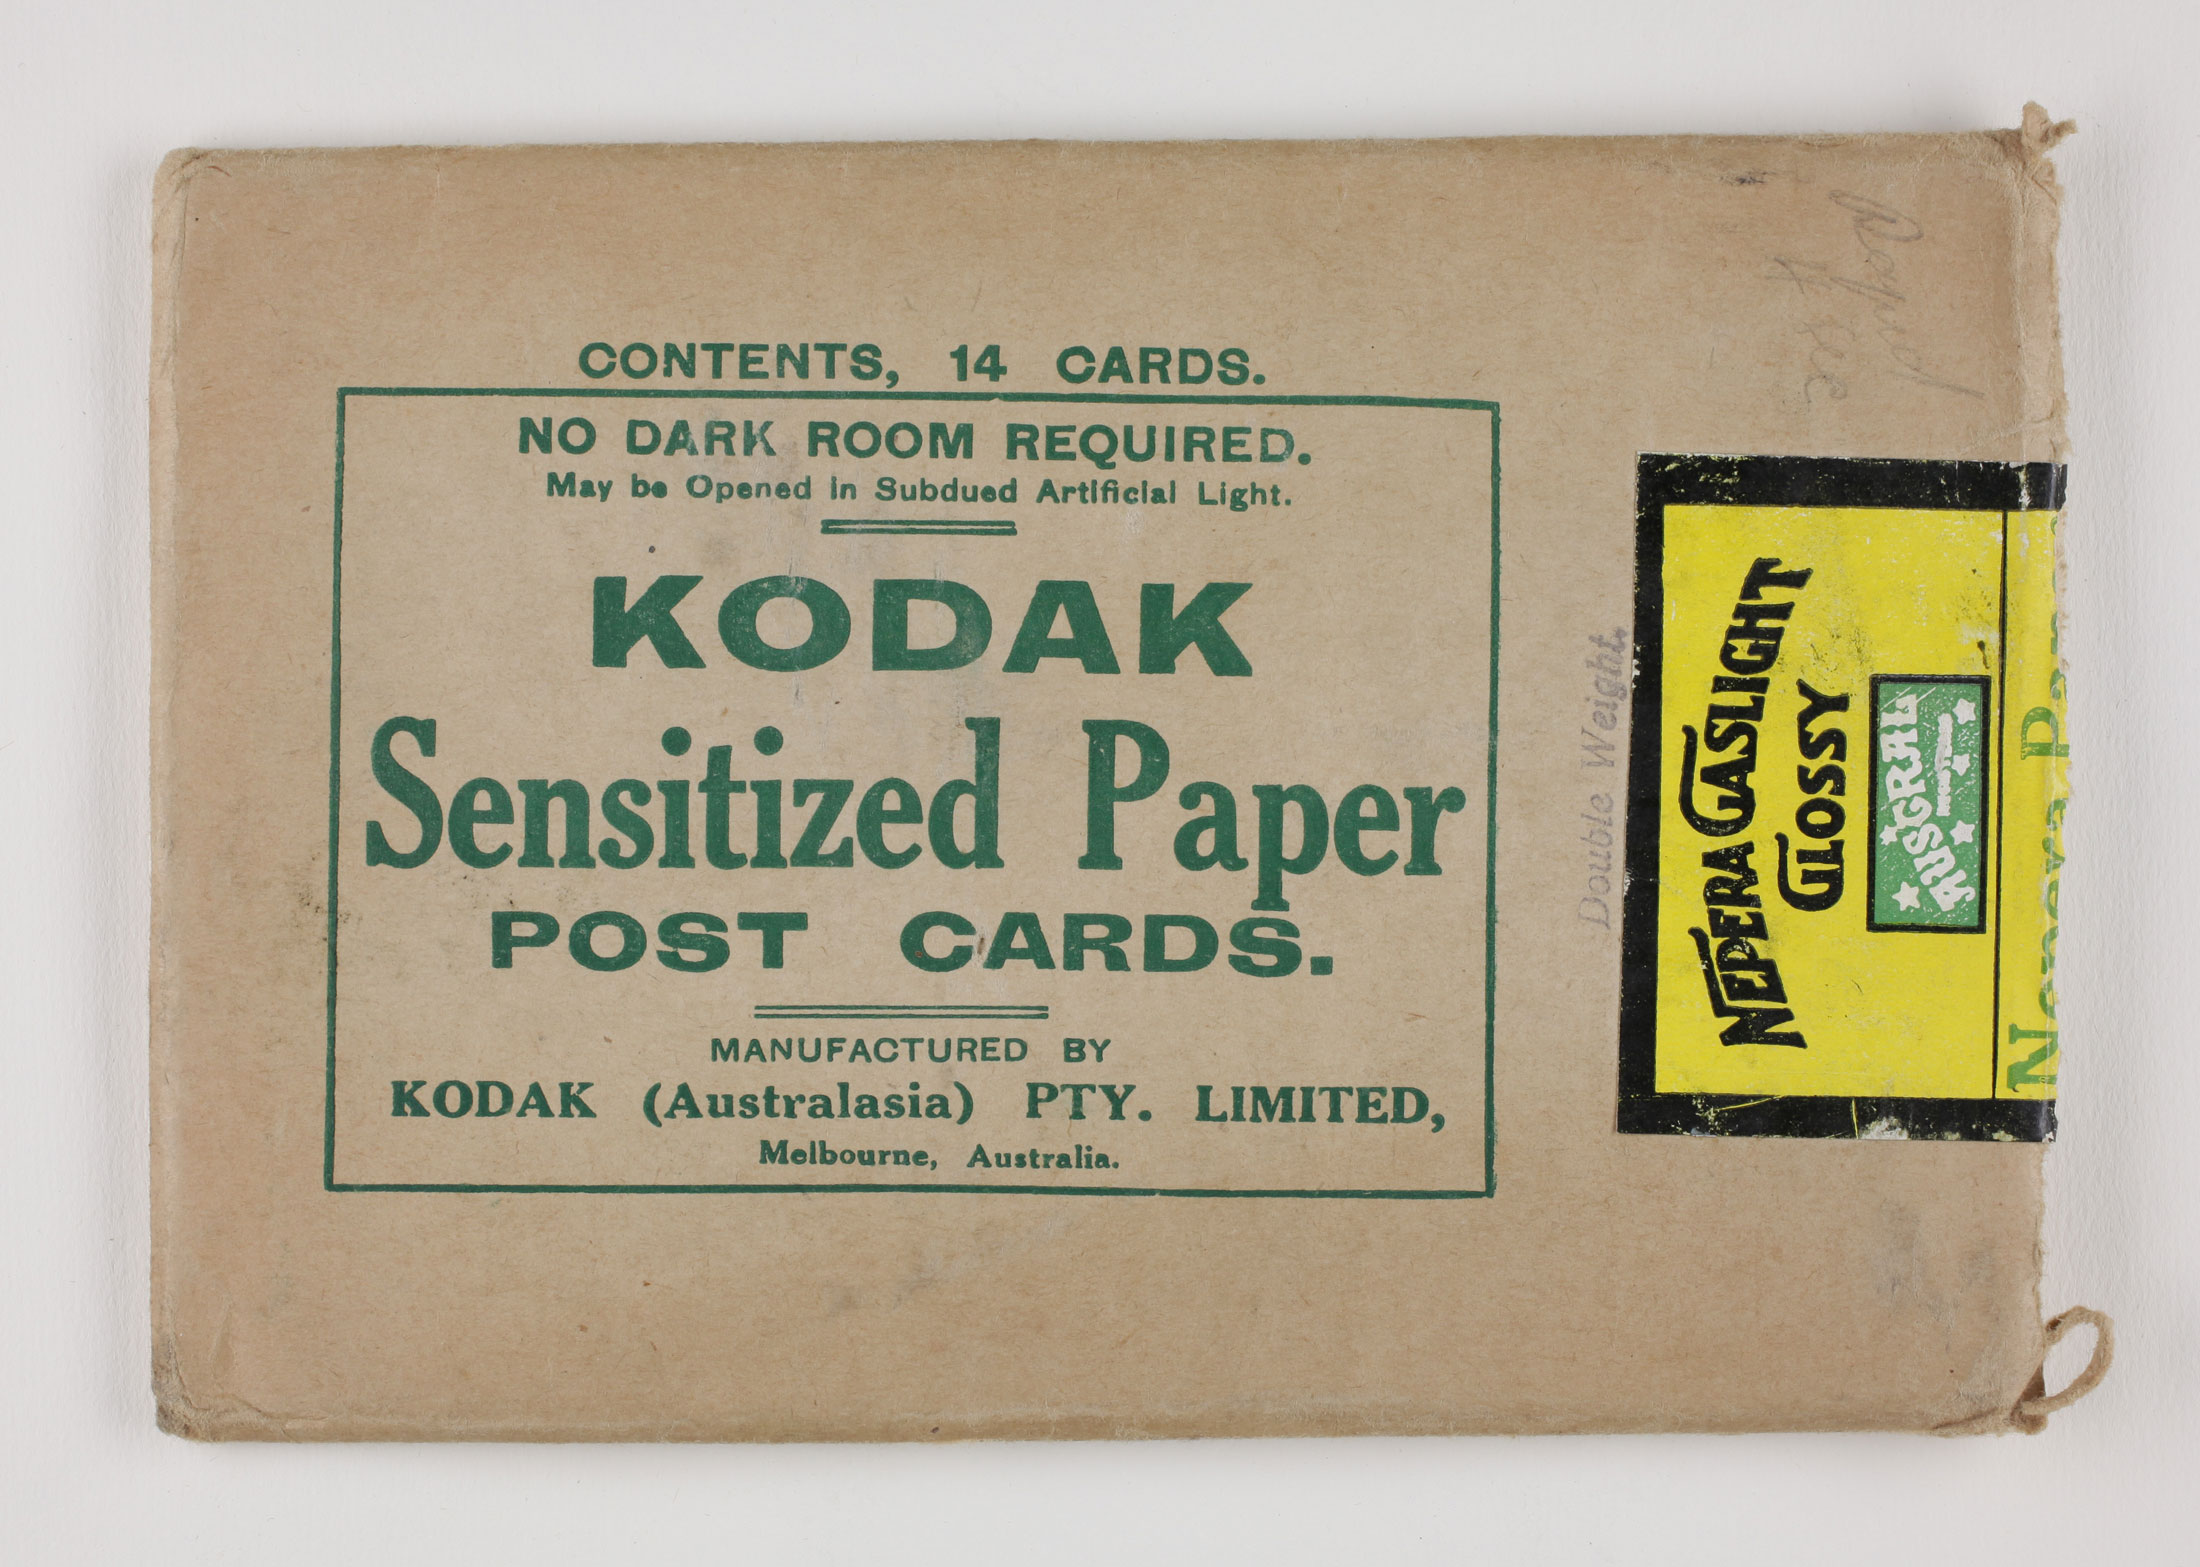 CONTENTS, 14 CARDS.
NO DARK ROOM REQUIRED.
May be Opened in Subdued Artificial Light.
KODAK
Sensitized Paper
POST CARDS.
MANUFACTURED BY
KODAK (Australasia) PTY. LIMITED,
Melbourne, Australia.
Double Weight.
NEPERA GASLIGHT
GLOSSY
AUSTRAL